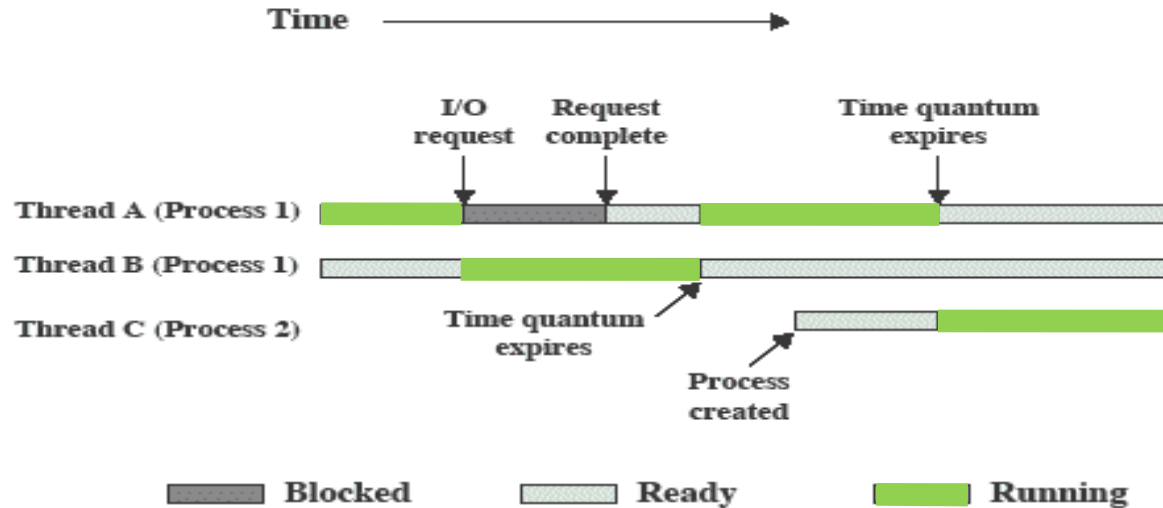 Time
I/O
request
Request
complete
Time quantum
expires
Thread A (Process 1)
Thread B (Process 1)
Thread C (Process 2)
Time quantum
expires
Process
created
Blocked
Ready
Running